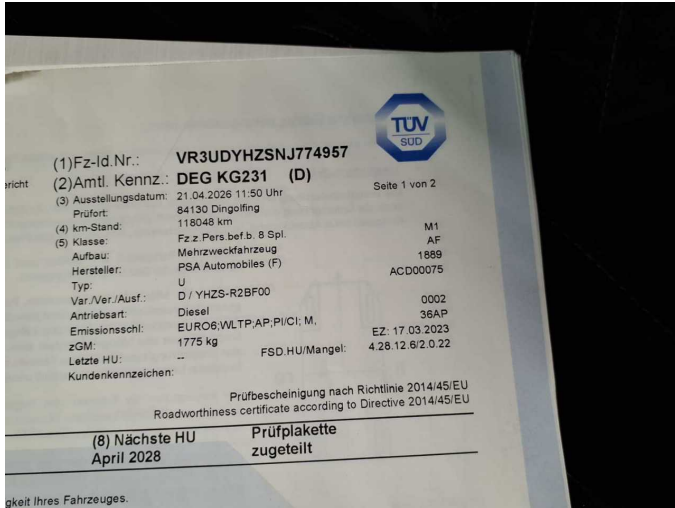 TÜV
SÜD
(1)Fz-Id.Nr.: VR3UDYHZSNJ774957
ericht (2)Amtl. Kennz.: DEG KG231 (D)
(3) Ausstellungsdatum: 21.04.2026 11:50 Uhr Seite 1 von 2
Prüfort: 84130 Dingolfing
(4) km-Stand: 118048 km
(5) Klasse: Fz.z.Pers.bef.b. 8 Spl. M1
Aufbau: Mehrzweckfahrzeug AF
Hersteller: PSA Automobiles (F) 1889
Typ: U ACD00075
Var./Ver./Ausf.: D / YHZS-R2BF00
Antriebsart: Diesel 0002
Emissionsschl: EURO6;WLTP;AP;PI/CI; M, 36AP
zGM: 1775 kg EZ: 17.03.2023
Letzte HU: -- FSD.HU/Mangel: 4.28.12.6/2.0.22
Kundenkennzeichen:
Prüfbescheinigung nach Richtlinie 2014/45/EU
Roadworthiness certificate according to Directive 2014/45/EU
(8) Nächste HU Prüfplakette
April 2028 zugeteilt
gkeit Ihres Fahrzeuges.